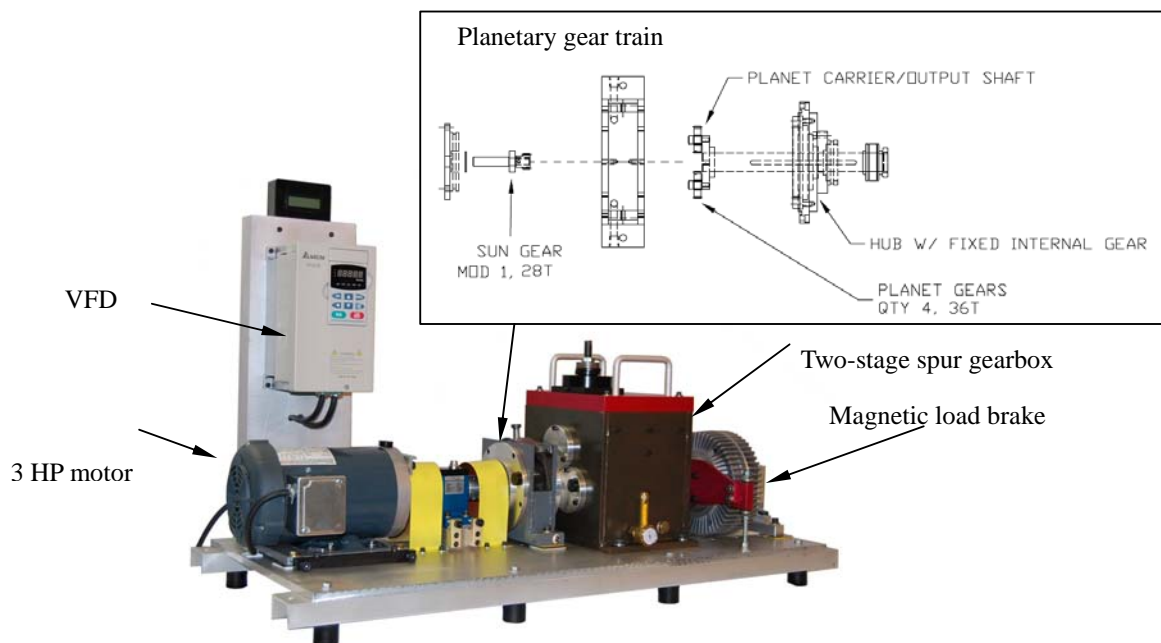 Planetary gear train
PLANET CARRIER/OUTPUT SHAFT
SUN GEAR
MOD 1, 28T
HUB W/ FIXED INTERNAL GEAR
PLANET GEARS
QTY 4, 36T
VFD
Two-stage spur gearbox
Magnetic load brake
3 HP motor